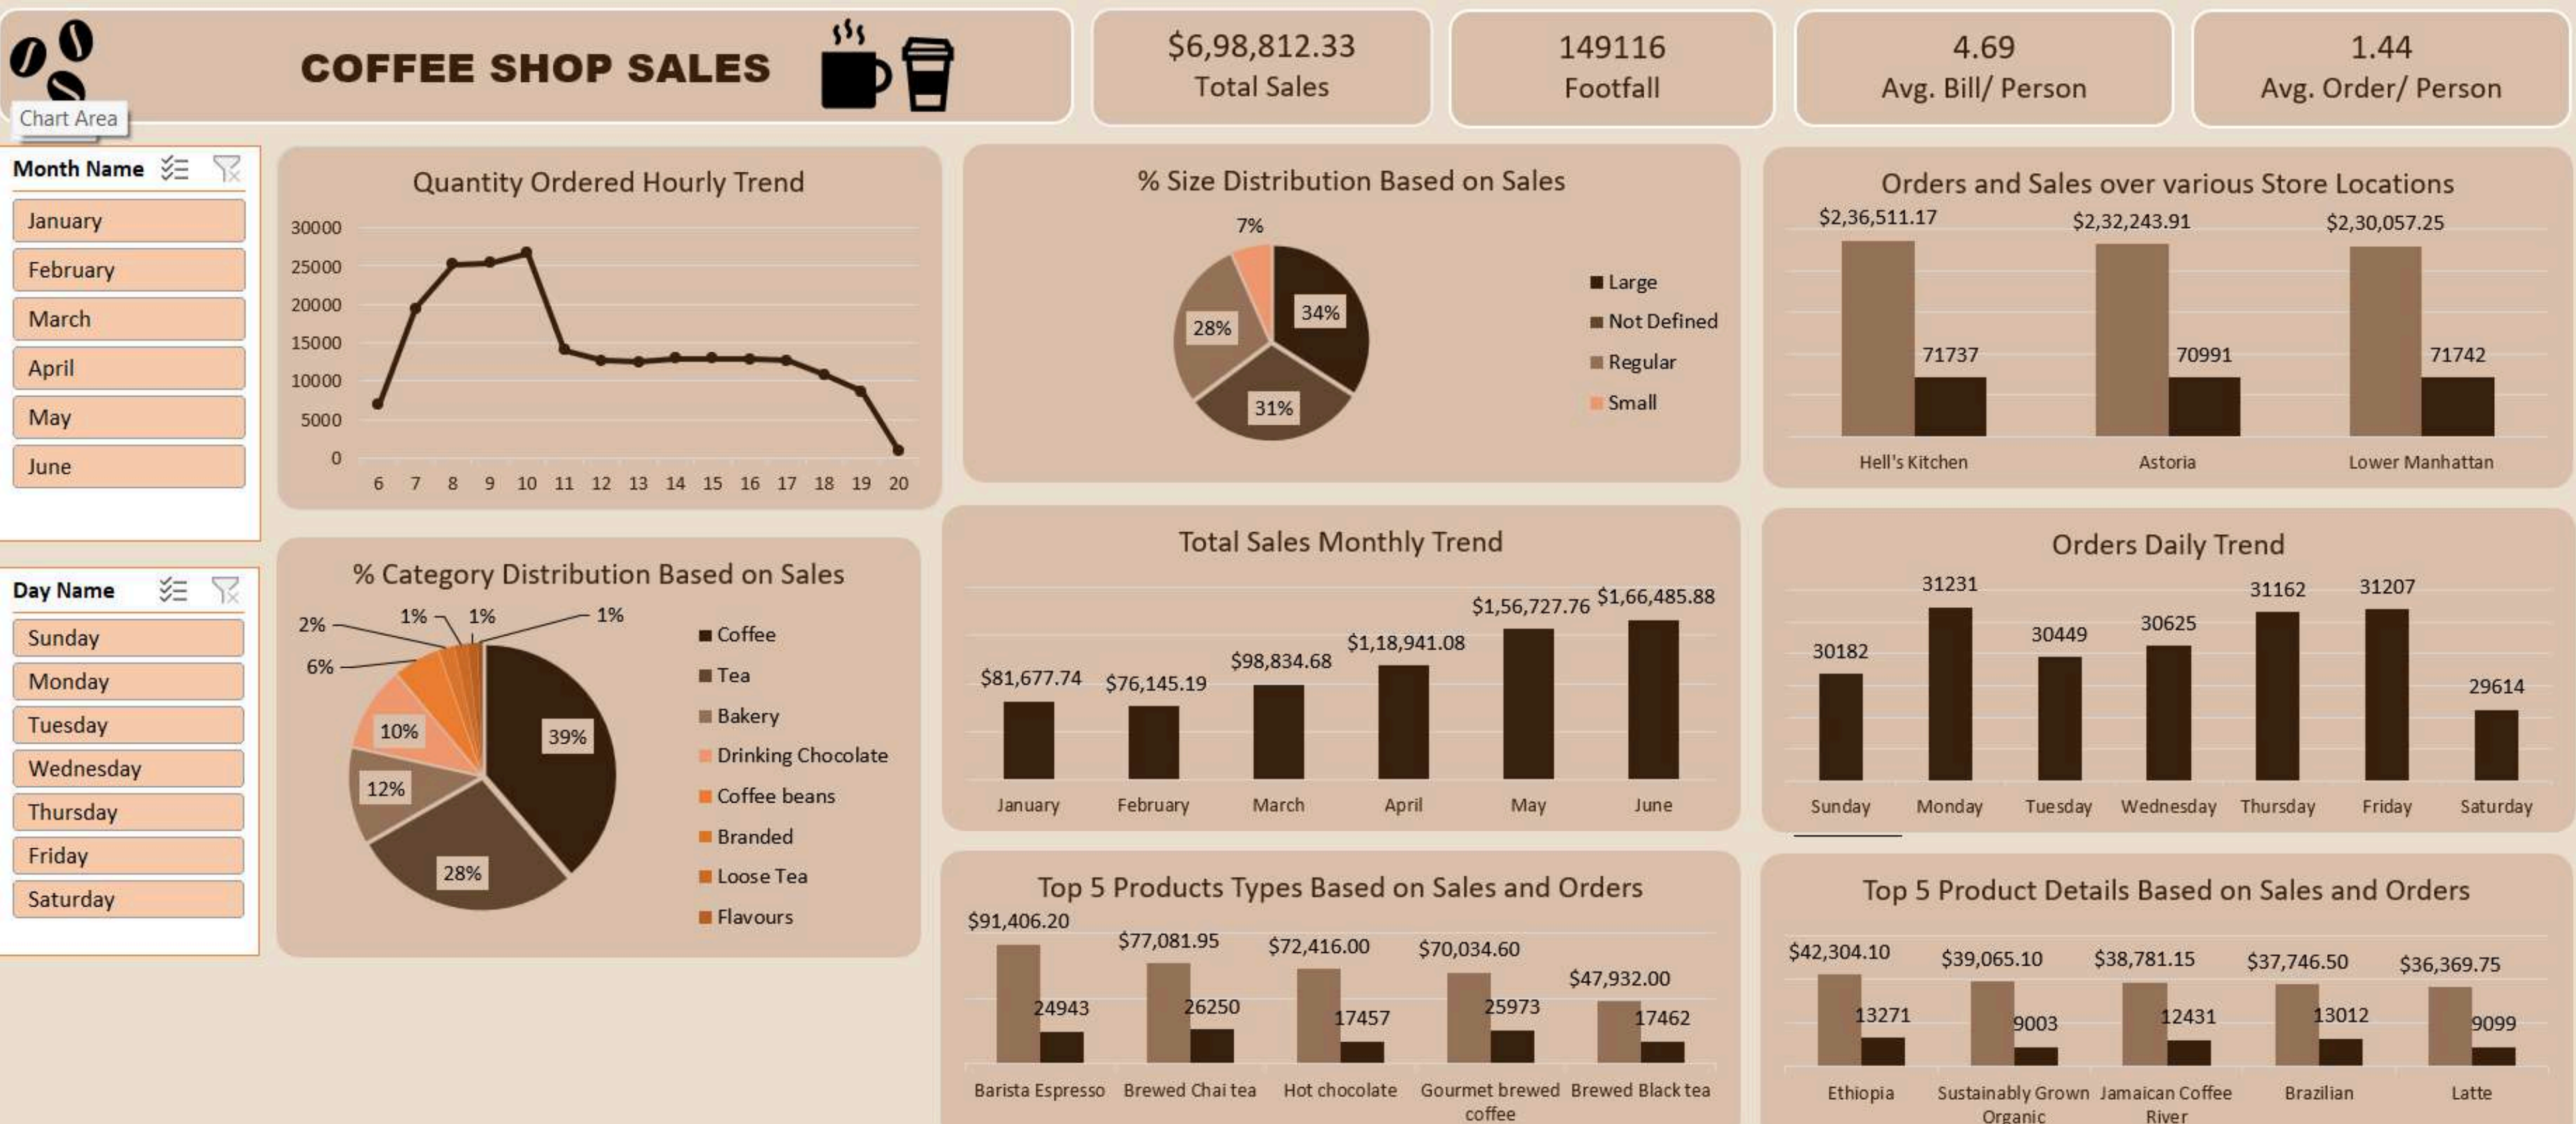 COFFEE SHOP SALES
$6,98,812.33
Total Sales
149116
Footfall
4.69
Avg. Bill/ Person
1.44
Avg. Order/ Person
Chart Area
Month Name
January
February
March
April
May
June
Day Name
Sunday
Monday
Tuesday
Wednesday
Thursday
Friday
Saturday
Quantity Ordered Hourly Trend
30000
25000
20000
15000
10000
5000
0
6 7 8 9 10 11 12 13 14 15 16 17 18 19 20
% Size Distribution Based on Sales
7%
34%
28%
31%
Large
Not Defined
Regular
Small
Orders and Sales over various Store Locations
$2,36,511.17 $2,32,243.91 $2,30,057.25
71737 70991 71742
Hell's Kitchen Astoria Lower Manhattan
% Category Distribution Based on Sales
2% 1% 1% 1%
6%
10%
39%
12%
28%
Coffee
Tea
Bakery
Drinking Chocolate
Coffee beans
Branded
Loose Tea
Flavours
Total Sales Monthly Trend
$81,677.74 $76,145.19 $98,834.68 $1,18,941.08 $1,56,727.76 $1,66,485.88
January February March April May June
Orders Daily Trend
30182 31231 30449 30625 31162 31207 29614
Sunday Monday Tuesday Wednesday Thursday Friday Saturday
Top 5 Products Types Based on Sales and Orders
$91,406.20 $77,081.95 $72,416.00 $70,034.60 $47,932.00
24943 26250 17457 25973 17462
Barista Espresso Brewed Chai tea Hot chocolate Gourmet brewed Brewed Black tea
coffee
Top 5 Product Details Based on Sales and Orders
$42,304.10 $39,065.10 $38,781.15 $37,746.50 $36,369.75
13271 9003 12431 13012 9099
Ethiopia Sustainably Grown Jamaican Coffee Brazilian Latte
Organic River